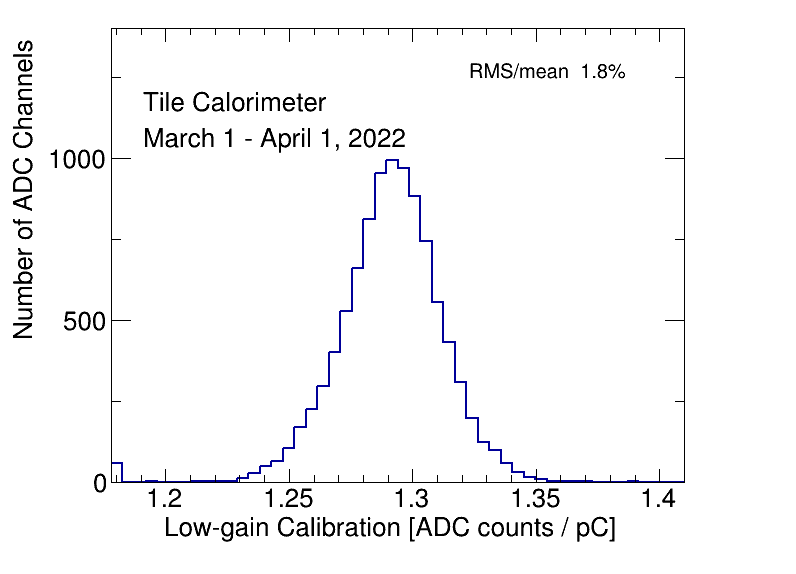 RMS/mean 1.8%
Tile Calorimeter
March 1 - April 1, 2022
Number of ADC Channels
1000
500
0
1.2 1.25 1.3 1.35 1.4
Low-gain Calibration [ADC counts / pC]